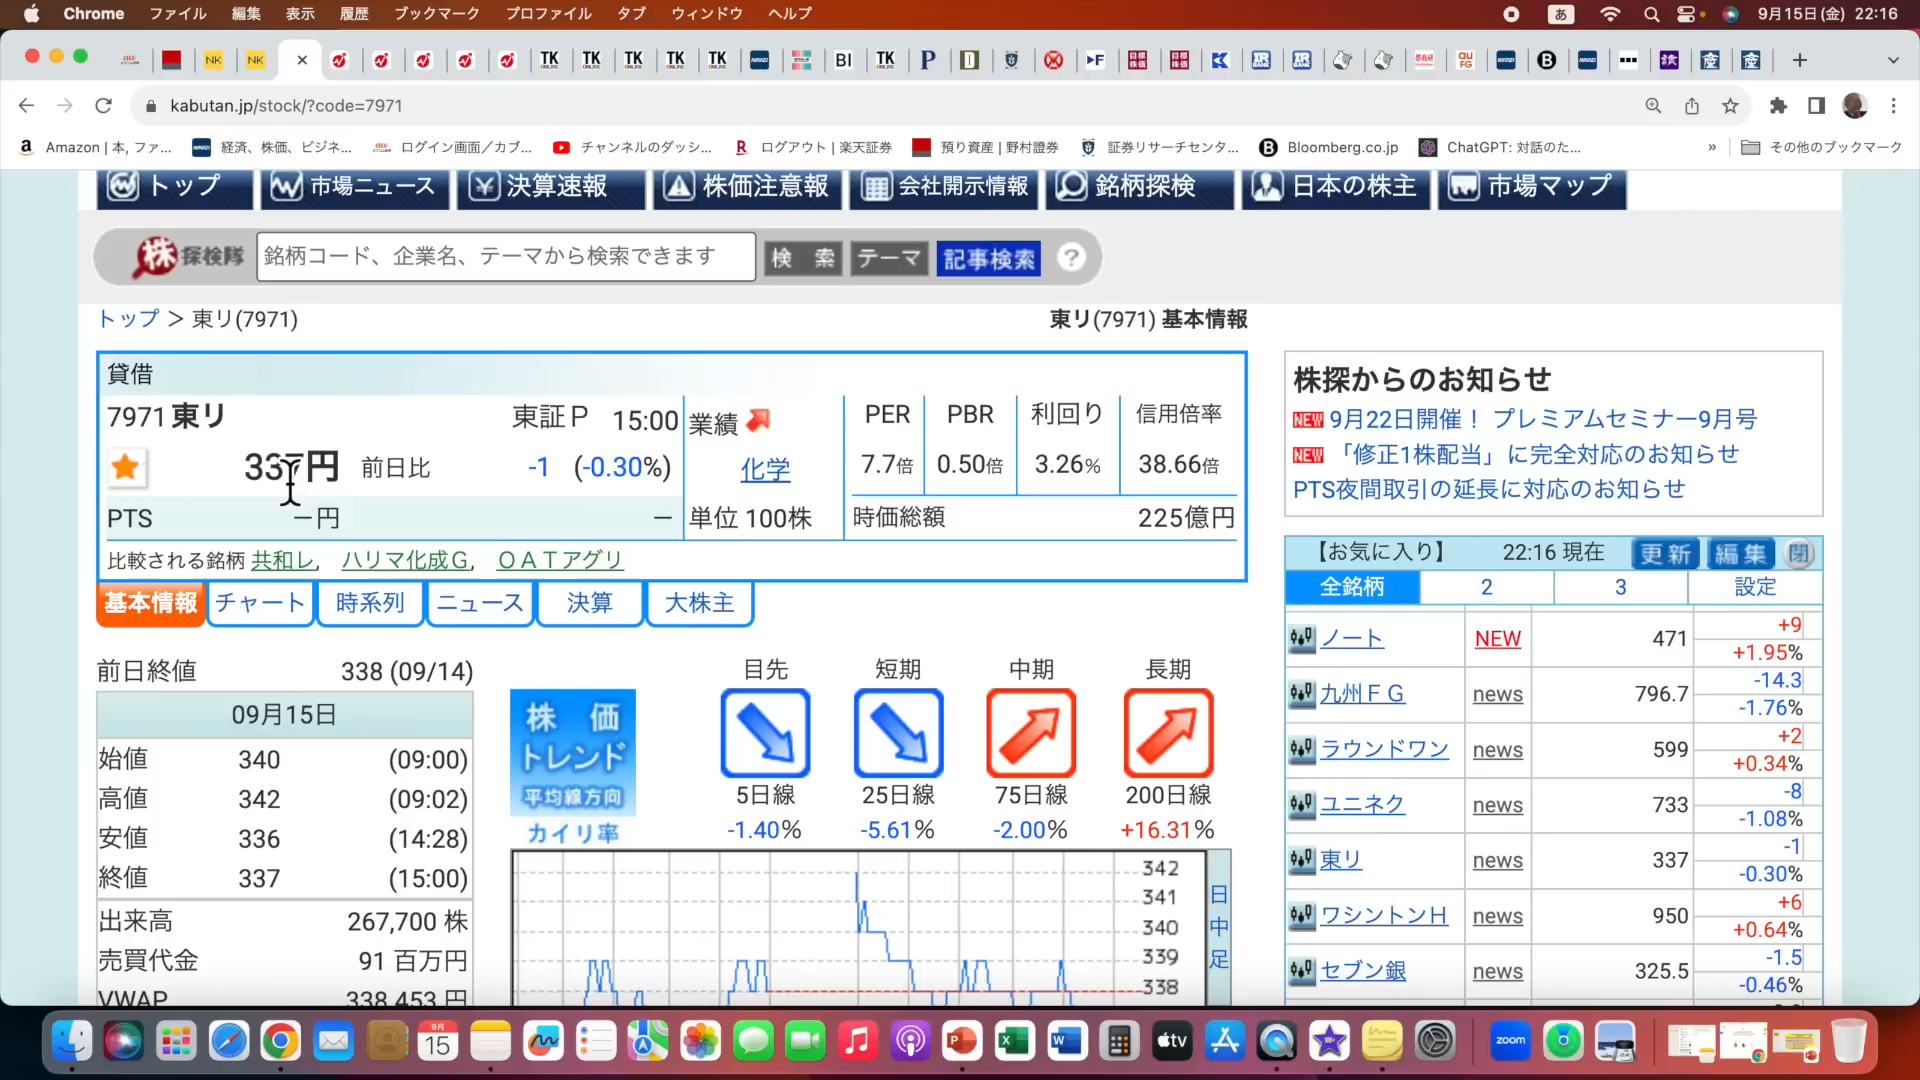 Chrome ファイル 編集 表示 履歴 ブックマーク プロファイル タブ ウィンドウ ヘルプ あ 9月15日(金) 22:16
kabutan.jp/stock/?code=7971
Amazon | 本, ファ... 経済、株価、ビジネ... ログイン画面／カブ... チャンネルのダッシ... ログアウト | 楽天証券 預り資産 | 野村證券 証券リサーチセンタ... Bloomberg.co.jp ChatGPT: 対話のた... » その他のブックマーク
トップ 市場ニュース 決算速報 株価注意報 会社開示情報 銘柄探検 日本の株主 市場マップ
株探検隊 銘柄コード、企業名、テーマから検索できます 検 索 テーマ 記事検索 ?
トップ > 東リ(7971) 東リ(7971) 基本情報
貸借
7971 東リ 東証Ｐ 15:00 業績
337円 前日比 -1 (-0.30%) 化学
PTS －円 － 単位 100株
PER PBR 利回り 信用倍率
7.7倍 0.50倍 3.26% 38.66倍
時価総額 225億円
比較される銘柄 共和レ, ハリマ化成Ｇ, ＯＡＴアグリ
基本情報 チャート 時系列 ニュース 決算 大株主
前日終値 338 (09/14)
09月15日
始値 340 (09:00)
高値 342 (09:02)
安値 336 (14:28)
終値 337 (15:00)
出来高 267,700 株
売買代金 91 百万円
VWAP 338.453 円
株 価
トレンド
平均線方向
カイリ率
目先 短期 中期 長期
5日線 25日線 75日線 200日線
-1.40% -5.61% -2.00% +16.31%
342
341
340
339
338
日中足
株探からのお知らせ
NEW 9月22日開催！ プレミアムセミナー9月号
NEW 「修正1株配当」に完全対応のお知らせ
PTS夜間取引の延長に対応のお知らせ
【お気に入り】 22:16 現在 更新 編集 閉
全銘柄 2 3 設定
ノート NEW 471 +9 +1.95%
九州ＦＧ news 796.7 -14.3 -1.76%
ラウンドワン news 599 +2 +0.34%
ユニネク news 733 -8 -1.08%
東リ news 337 -1 -0.30%
ワシントンＨ news 950 +6 +0.64%
セブン銀 news 325.5 -1.5 -0.46%
9月
15
tv
zoom